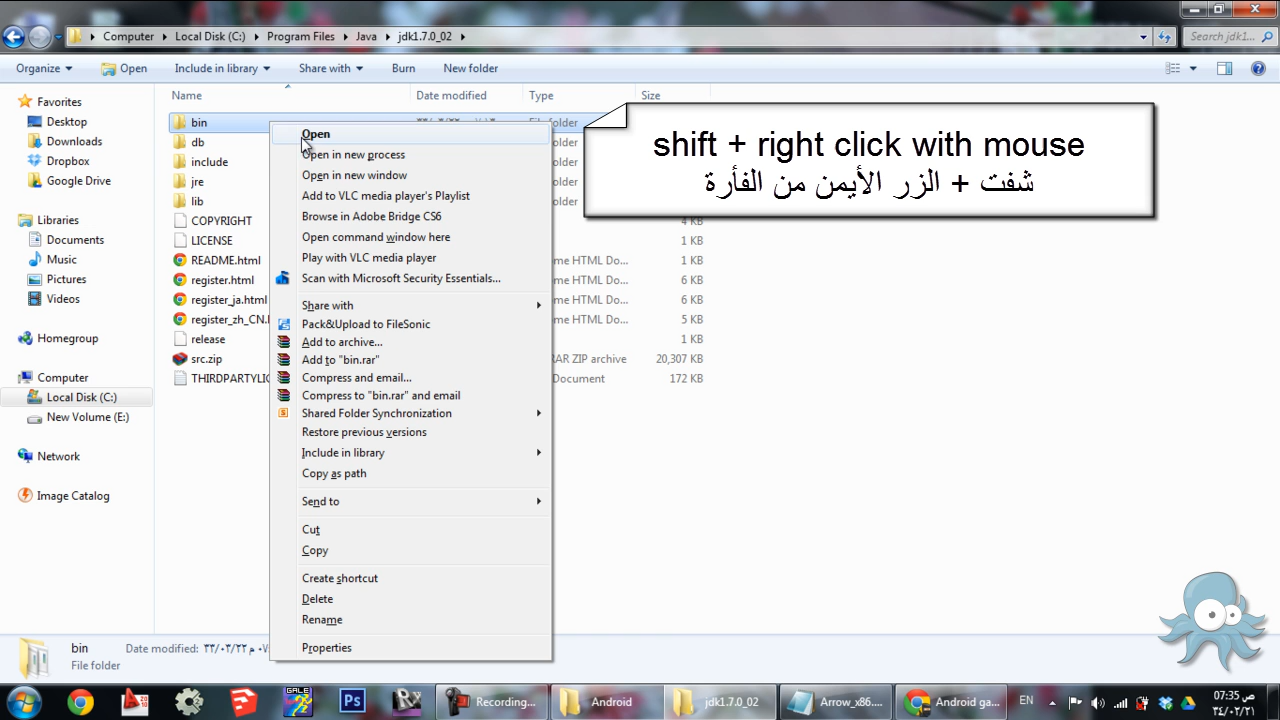 Computer ▸ Local Disk (C:) ▸ Program Files ▸ Java ▸ jdk1.7.0_02 ▸
Search jdk1...
Organize Open Include in library Share with Burn New folder
Name Date modified Type Size
Favorites
Desktop
Downloads
Dropbox
Google Drive
Libraries
Documents
Music
Pictures
Videos
Homegroup
Computer
Local Disk (C:)
New Volume (E:)
Network
Image Catalog
bin File folder
db
include
jre
lib
COPYRIGHT 4 KB
LICENSE 1 KB
README.html me HTML Do... 1 KB
register.html me HTML Do... 6 KB
register_ja.html me HTML Do... 6 KB
register_zh_CN. me HTML Do... 5 KB
release 1 KB
src.zip RAR ZIP archive 20,307 KB
THIRDPARTYLI Document 172 KB
Open
Open in new process
Open in new window
Add to VLC media player's Playlist
Browse in Adobe Bridge CS6
Open command window here
Play with VLC media player
Scan with Microsoft Security Essentials...
Share with
Pack&Upload to FileSonic
Add to archive...
Add to "bin.rar"
Compress and email...
Compress to "bin.rar" and email
Shared Folder Synchronization
Restore previous versions
Include in library
Copy as path
Send to
Cut
Copy
Create shortcut
Delete
Rename
Properties
shift + right click with mouse
شفت + الزر الأيمن من الفأرة
bin Date modified: ٣٣/٠٣/٢٢
File folder
Recording... Android jdk1.7.0_02 Arrow_x86.... Android ga... EN
07:35 ص
٣٤/٠٢/٢١